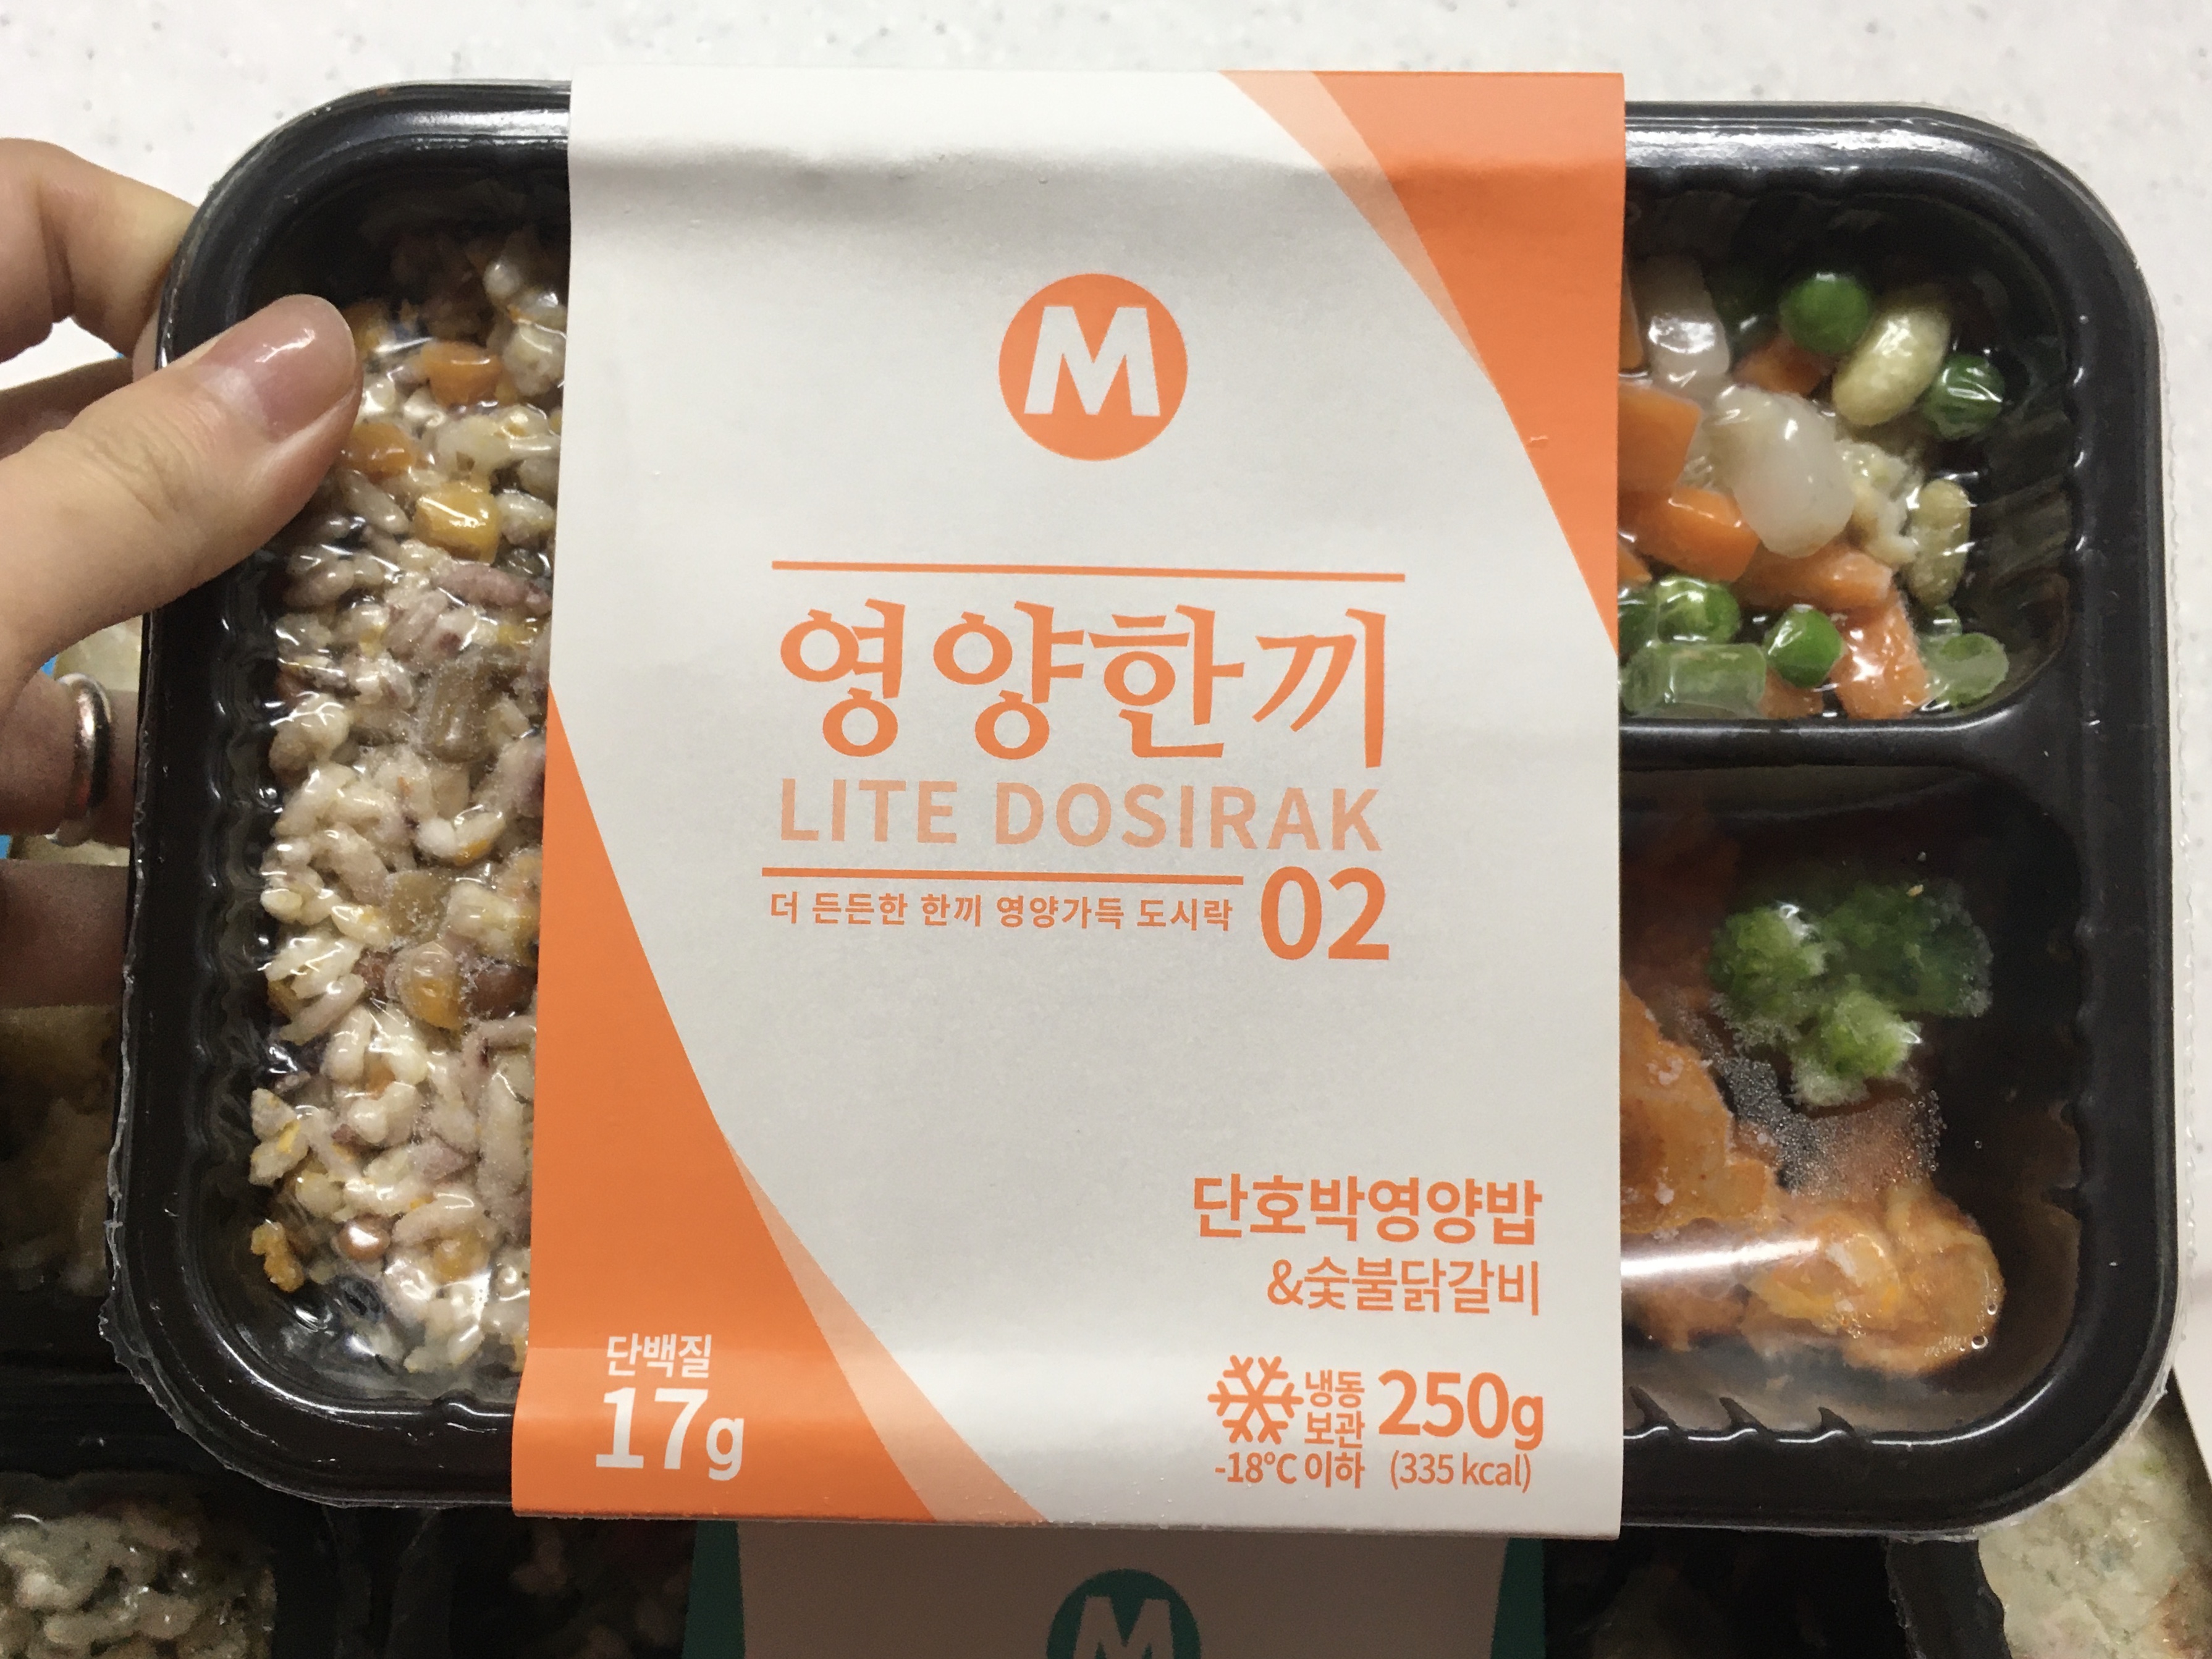 M
영양한끼
LITE DOSIRAK
더 든든한 한끼 영양가득 도시락 02
단호박영양밥
&숯불닭갈비
단백질
17g
냉동
보관
-18°C 이하
250g
(335 kcal)
M